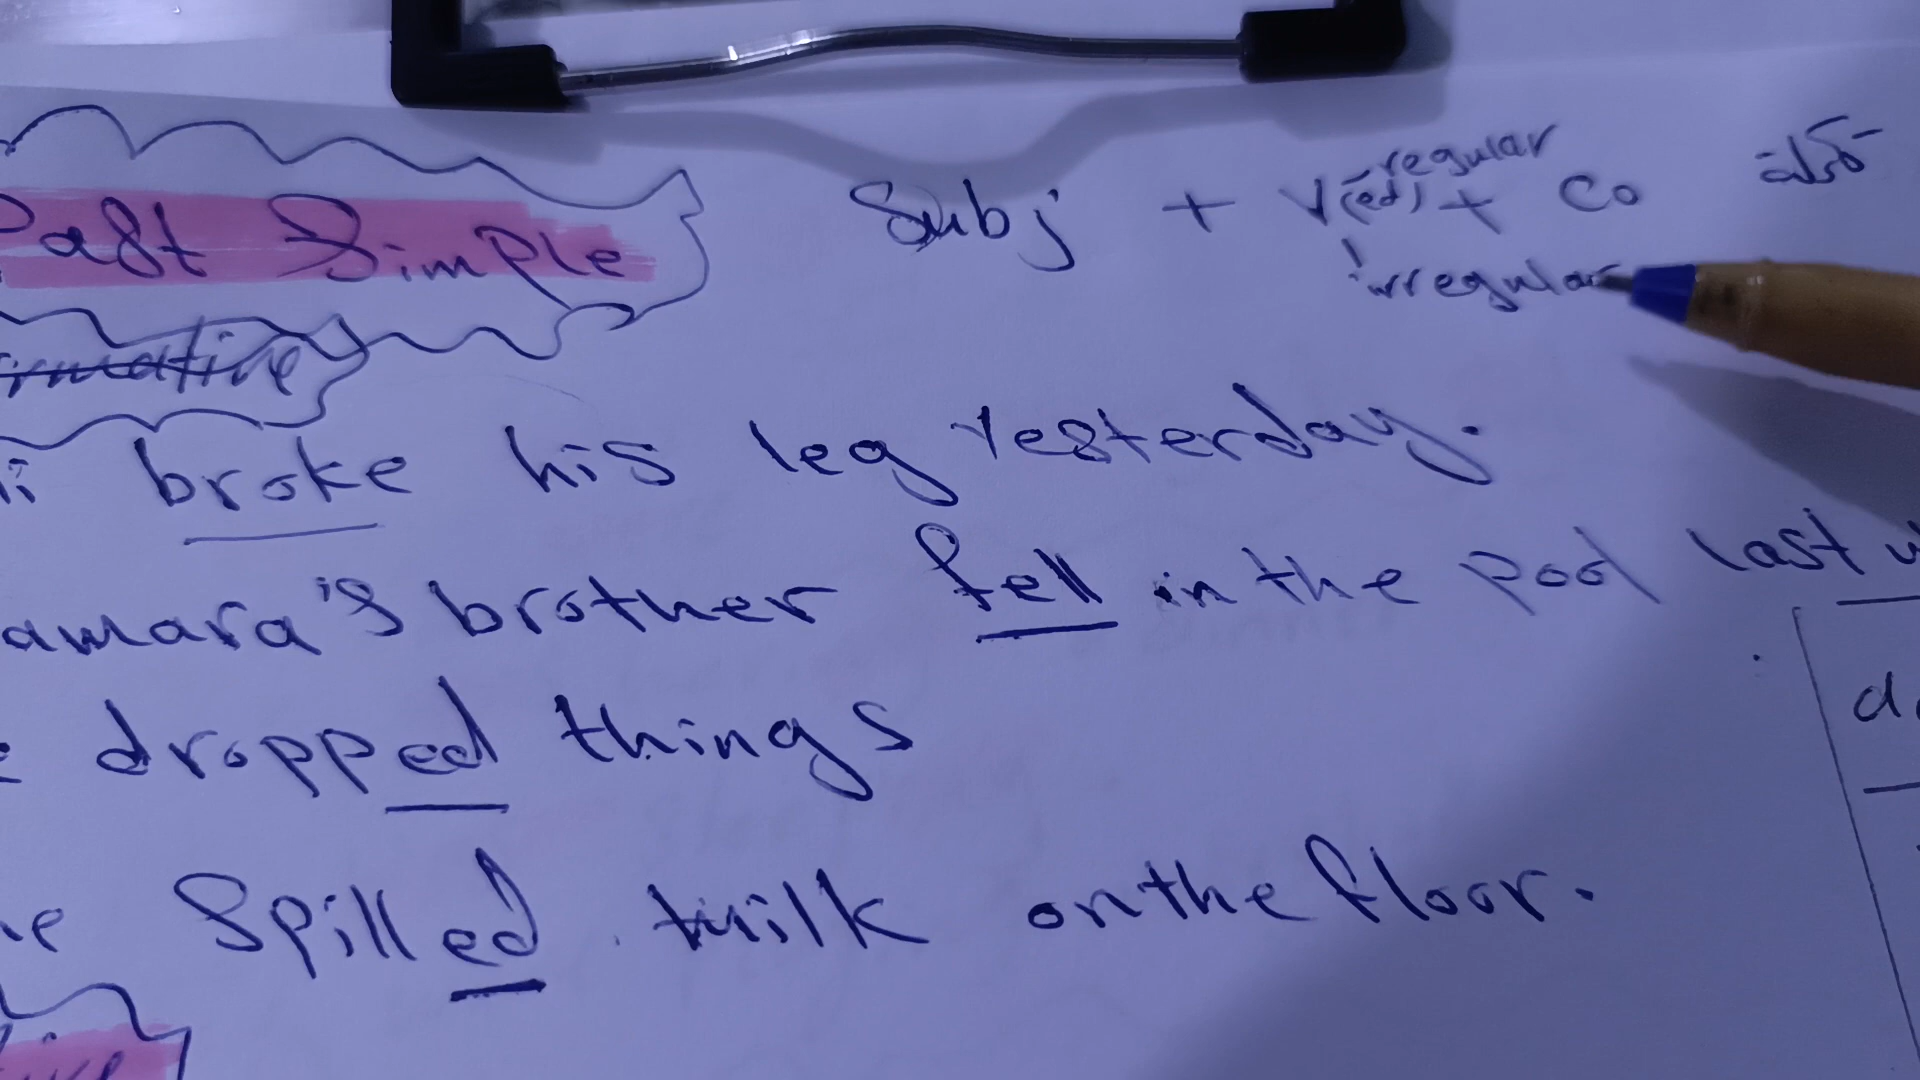 Past Simple Subj + V(ed) regular + Co
irregular
broke his leg Yesterday.
amara's brother fell in the pool last
dropped things
spilled milk on the floor.